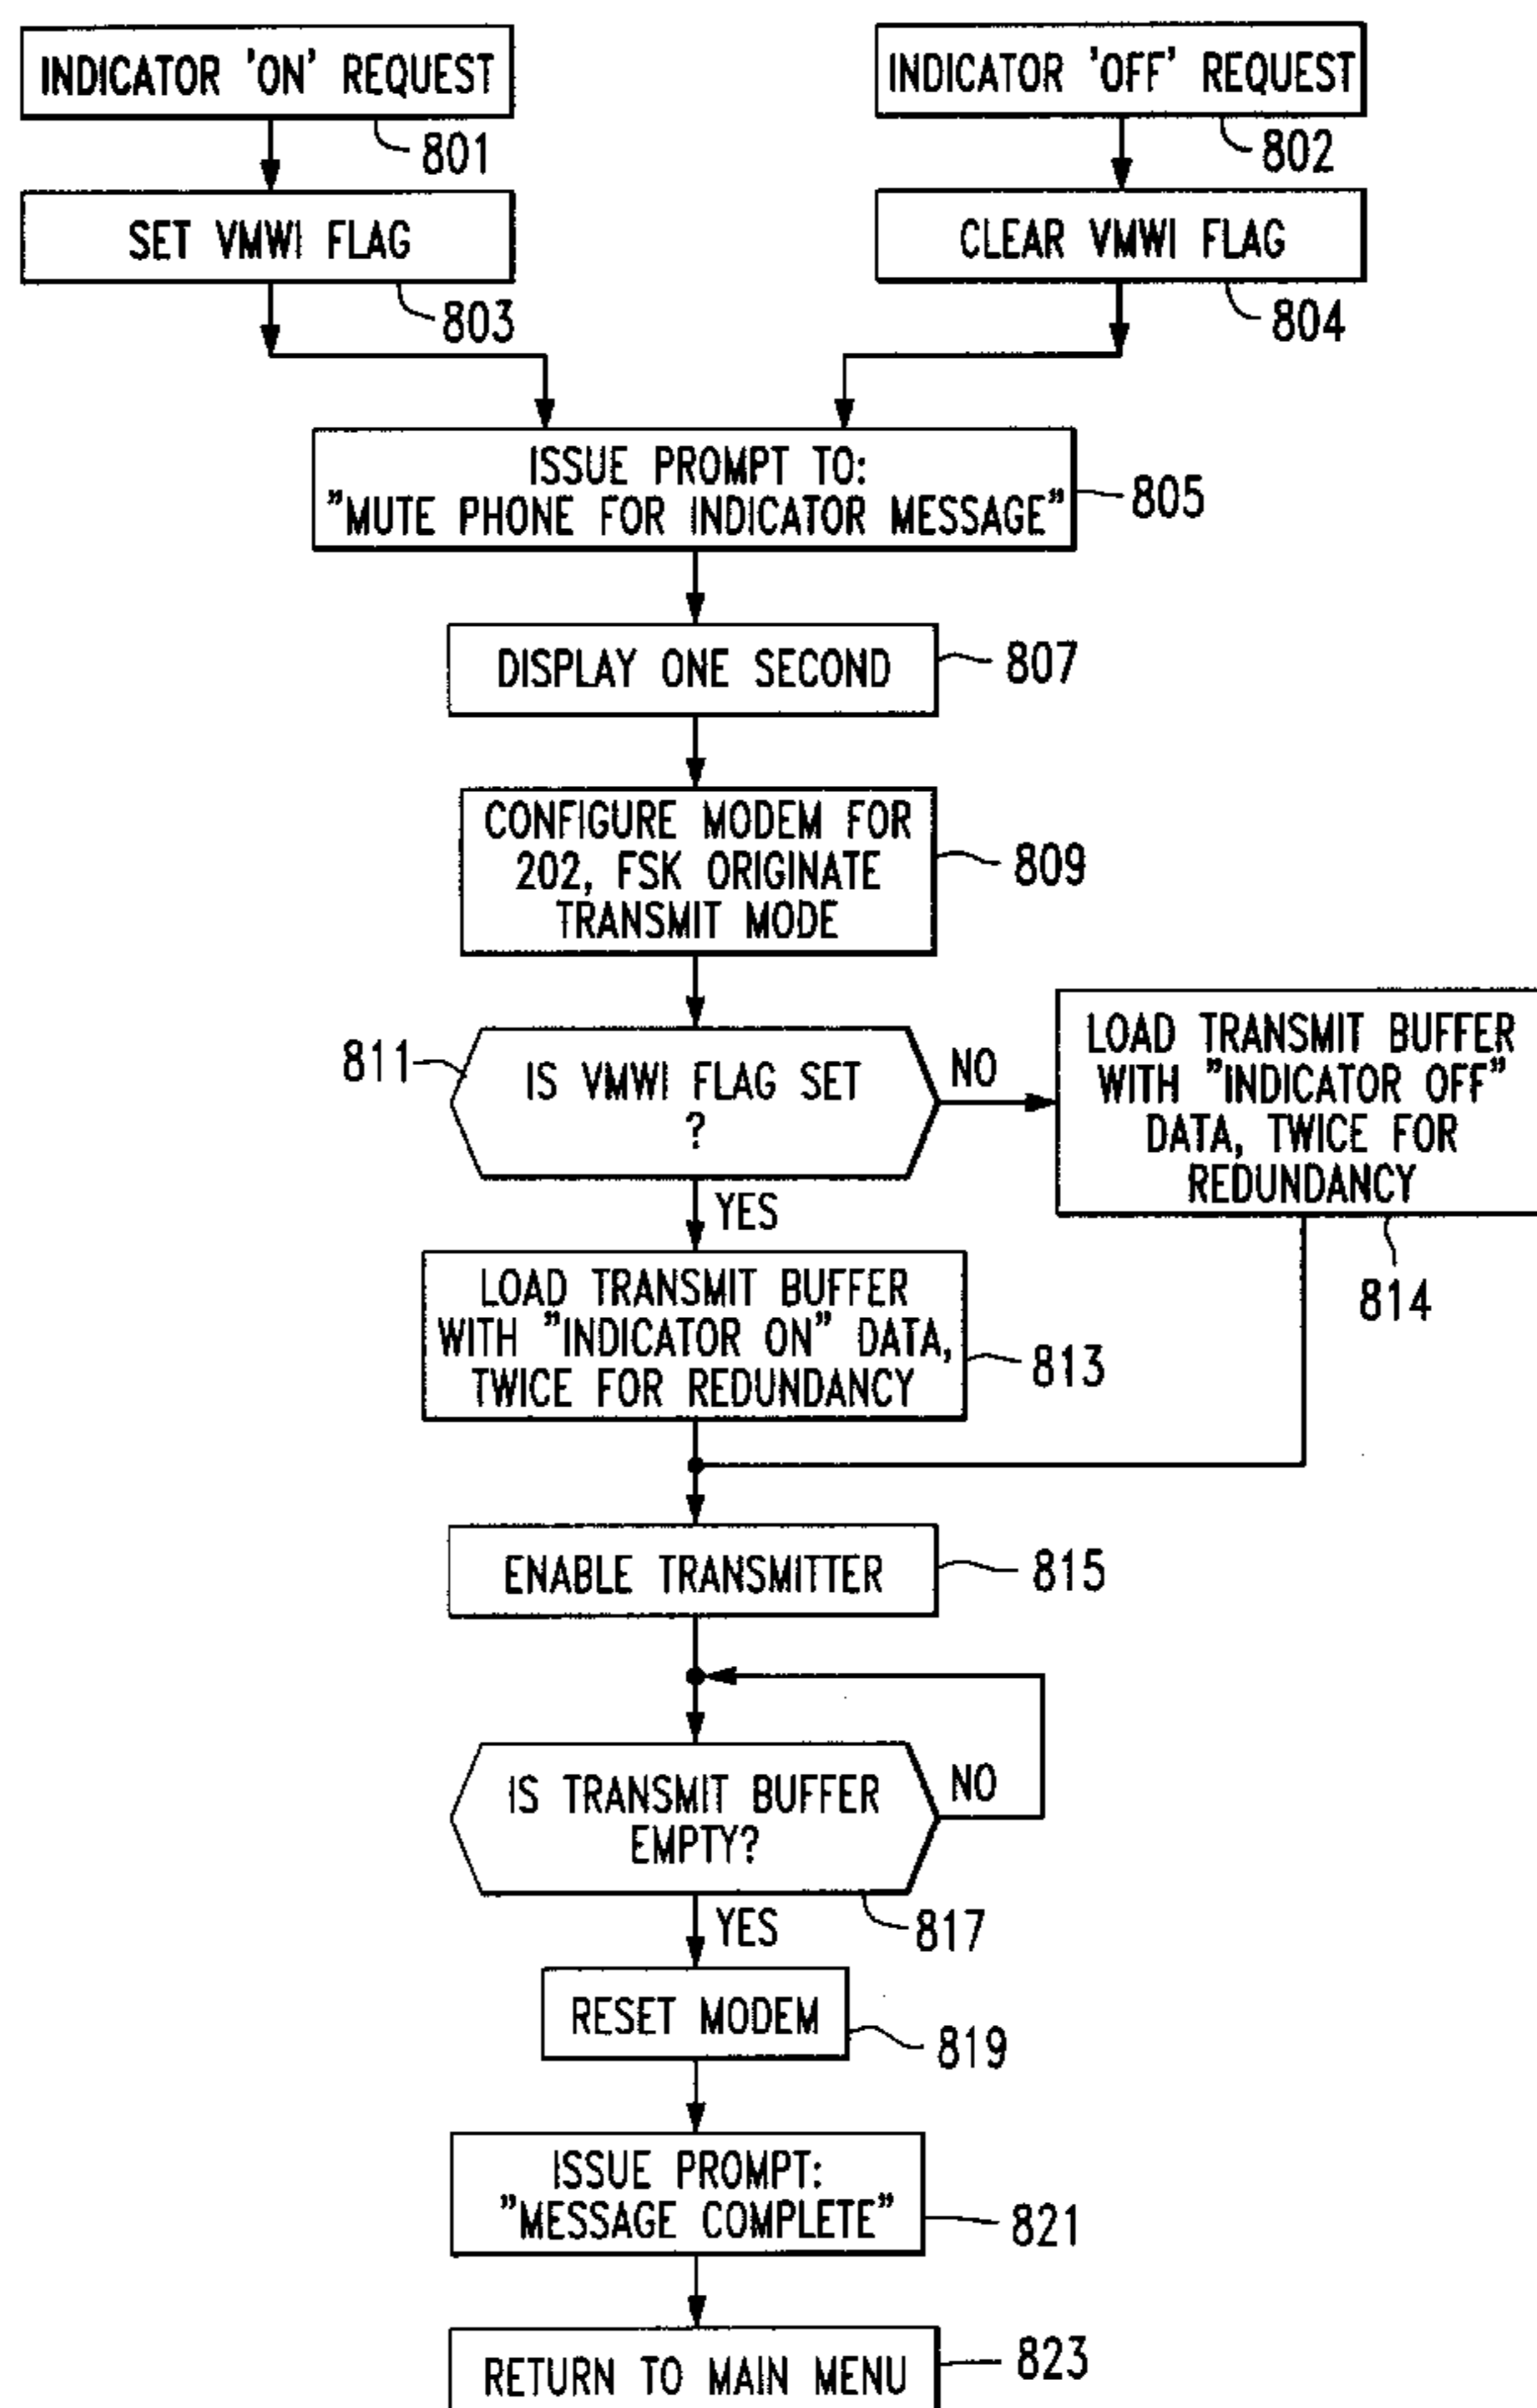 INDICATOR 'ON' REQUEST
801
INDICATOR 'OFF' REQUEST
802
SET VMWI FLAG
803
CLEAR VMWI FLAG
804
ISSUE PROMPT TO:
"MUTE PHONE FOR INDICATOR MESSAGE"
805
DISPLAY ONE SECOND
807
CONFIGURE MODEM FOR
202, FSK ORIGINATE
TRANSMIT MODE
809
811
IS VMWI FLAG SET
?
NO
LOAD TRANSMIT BUFFER
WITH "INDICATOR OFF"
DATA, TWICE FOR
REDUNDANCY
814
YES
LOAD TRANSMIT BUFFER
WITH "INDICATOR ON" DATA,
TWICE FOR REDUNDANCY
813
ENABLE TRANSMITTER
815
IS TRANSMIT BUFFER
EMPTY?
NO
817
YES
RESET MODEM
819
ISSUE PROMPT:
"MESSAGE COMPLETE"
821
RETURN TO MAIN MENU
823